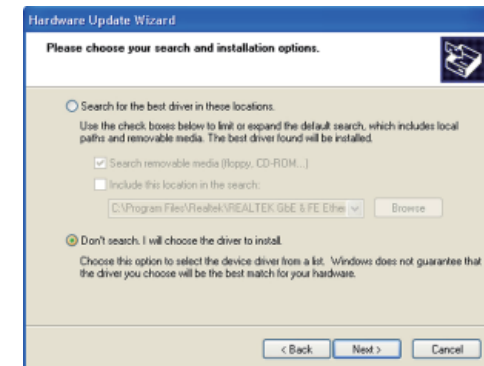 Hardware Update Wizard
Please choose your search and installation options.
Search for the best driver in these locations.
Use the check boxes below to limit or expand the default search, which includes local
paths and removable media. The best driver found will be installed.
Search removable media (floppy, CD-ROM...)
Include this location in the search:
C:\Program Files\Realtek\REALTEK GbE & FE Ether
Browse
Don't search. I will choose the driver to install.
Choose this option to select the device driver from a list. Windows does not guarantee that
the driver you choose will be the best match for your hardware.
< Back Next > Cancel